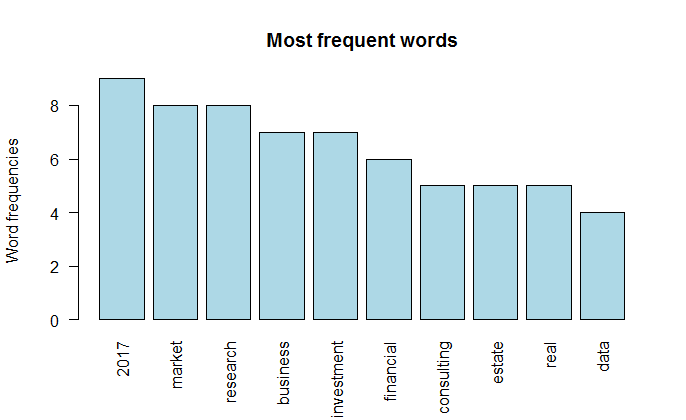 Most frequent words
Word frequencies
8
6
4
2
0
2017
market
research
business
investment
financial
consulting
estate
real
data